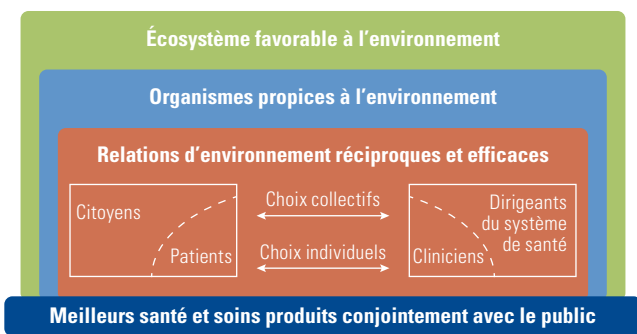 Écosystème favorable à l’environnement
Organismes propices à l’environnement
Relations d’environnement réciproques et efficaces
Citoyens
Patients
Choix collectifs
Choix individuels
Cliniciens
Dirigeants
du système
de santé
Meilleurs santé et soins produits conjointement avec le public